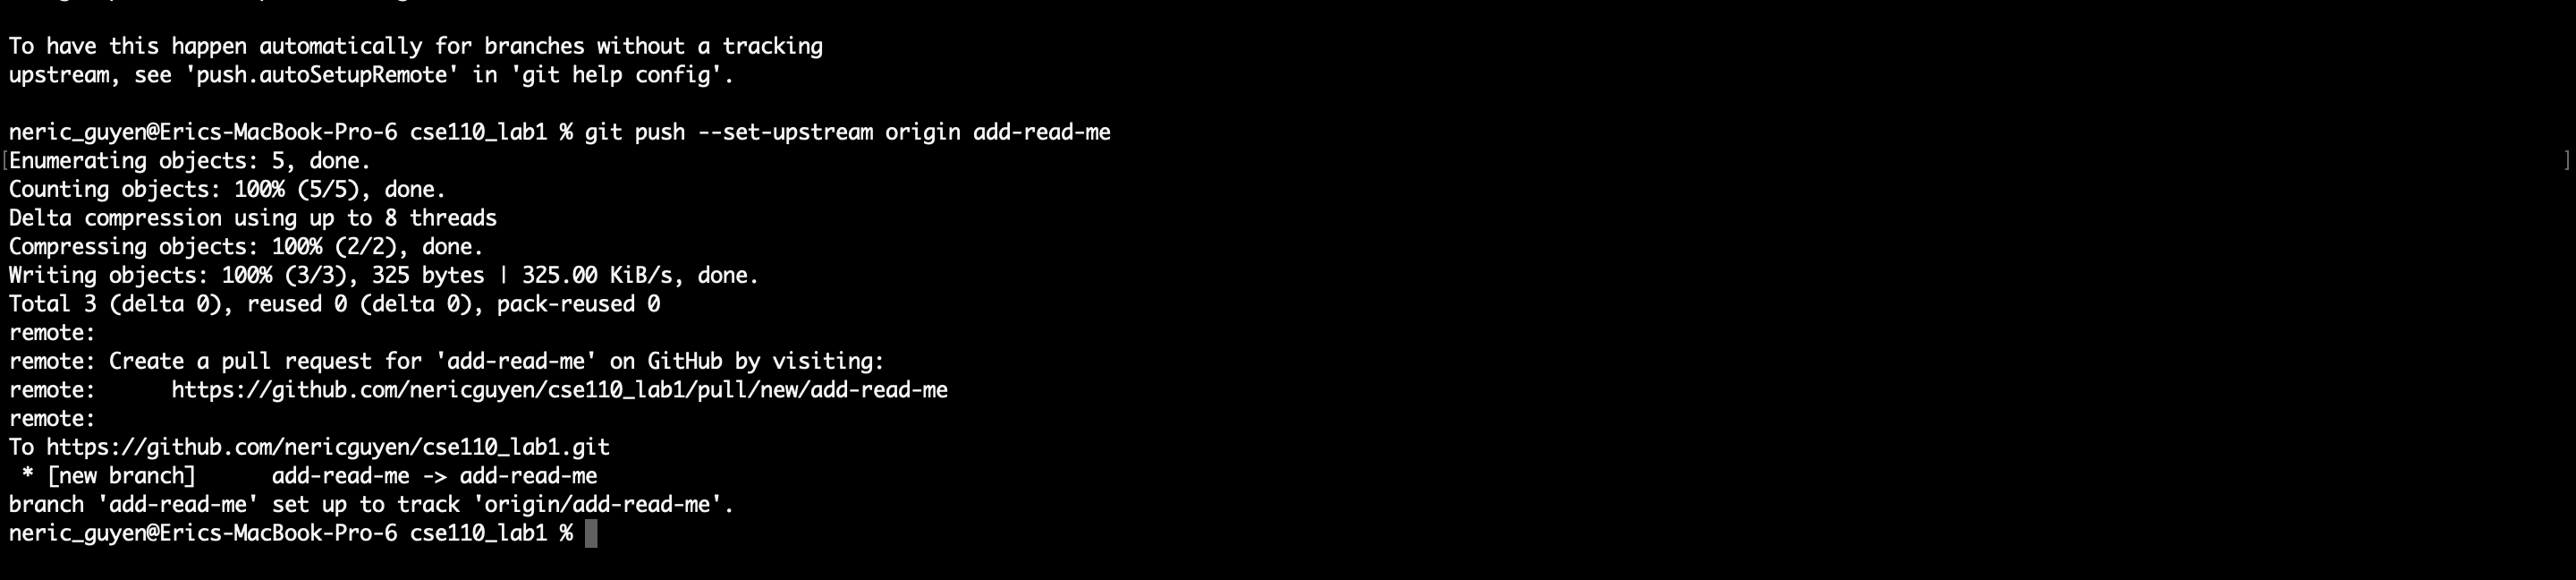 To have this happen automatically for branches without a tracking
upstream, see 'push.autoSetupRemote' in 'git help config'.
neric_guyen@Erics-MacBook-Pro-6 cse110_lab1 % git push --set-upstream origin add-read-me
[Enumerating objects: 5, done. ]
Counting objects: 100% (5/5), done.
Delta compression using up to 8 threads
Compressing objects: 100% (2/2), done.
Writing objects: 100% (3/3), 325 bytes | 325.00 KiB/s, done.
Total 3 (delta 0), reused 0 (delta 0), pack-reused 0
remote:
remote: Create a pull request for 'add-read-me' on GitHub by visiting:
remote:      https://github.com/nericguyen/cse110_lab1/pull/new/add-read-me
remote:
To https://github.com/nericguyen/cse110_lab1.git
 * [new branch]      add-read-me -> add-read-me
branch 'add-read-me' set up to track 'origin/add-read-me'.
neric_guyen@Erics-MacBook-Pro-6 cse110_lab1 %